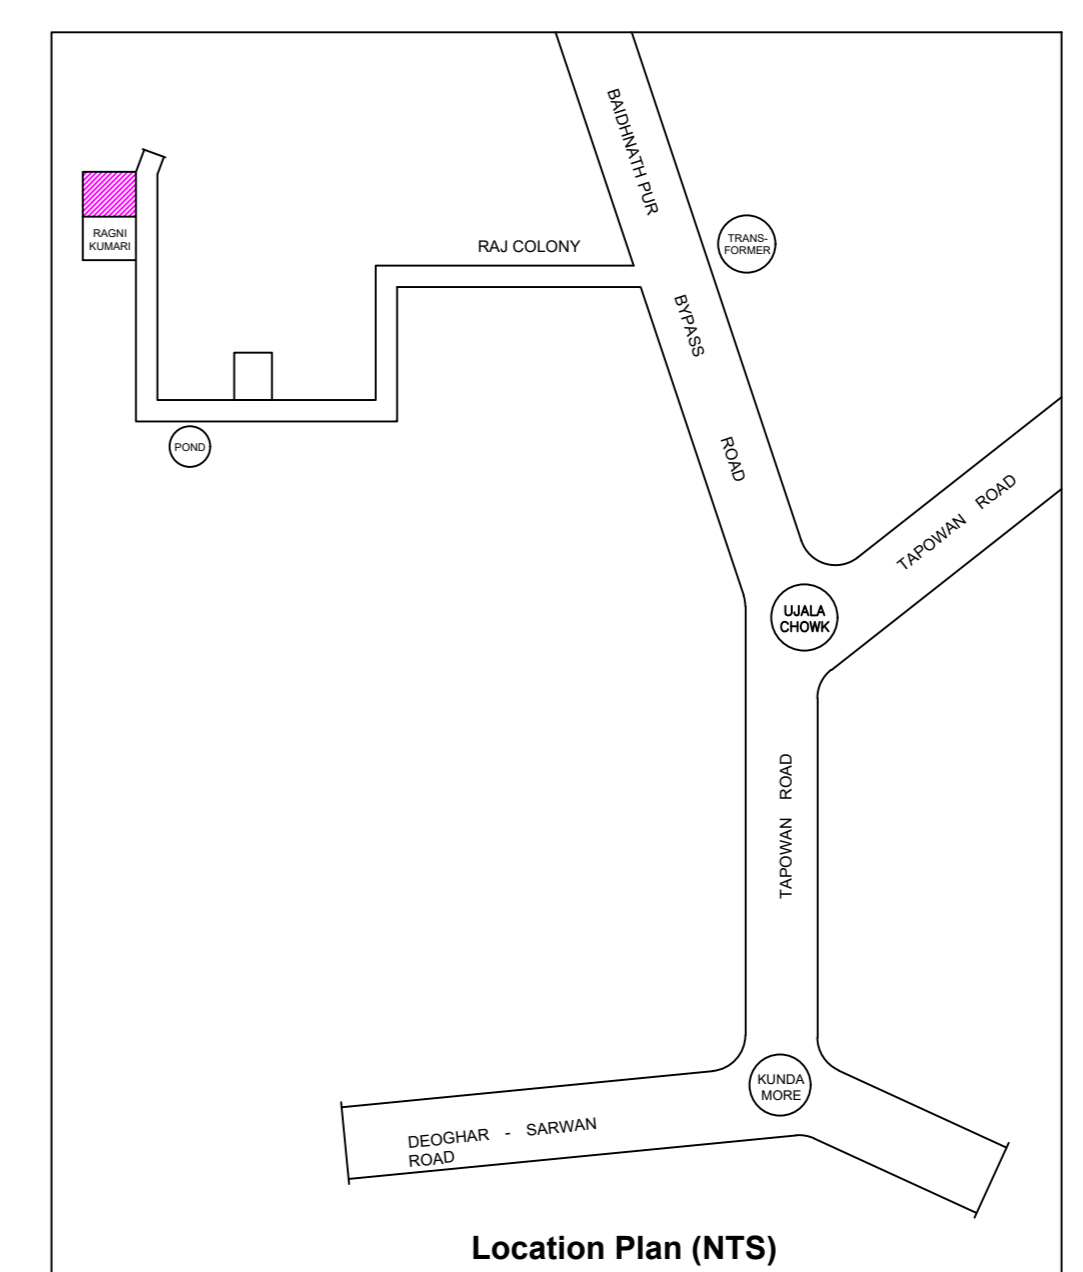 BAIDHNATH PUR
BYPASS
ROAD
TRANS-
FORMER
RAGNI
KUMARI
RAJ COLONY
POND
TAPOWAN ROAD
UJALA
CHOWK
TAPOWAN ROAD
KUNDA
MORE
DEOGHAR - SARWAN
ROAD
Location Plan (NTS)